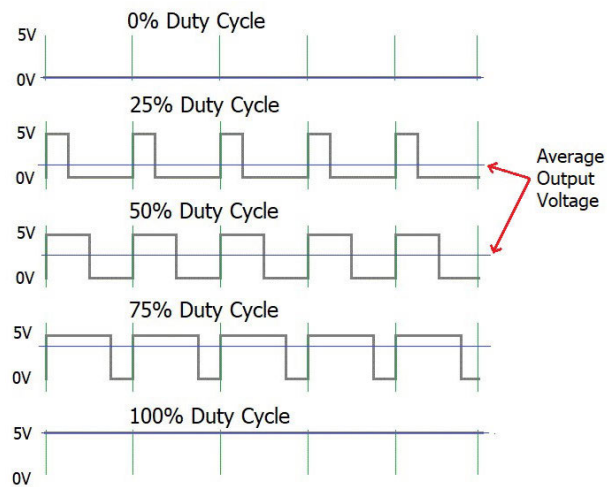 0% Duty Cycle
5V
0V
25% Duty Cycle
5V
0V
Average
Output
Voltage
50% Duty Cycle
5V
0V
75% Duty Cycle
5V
0V
100% Duty Cycle
5V
0V